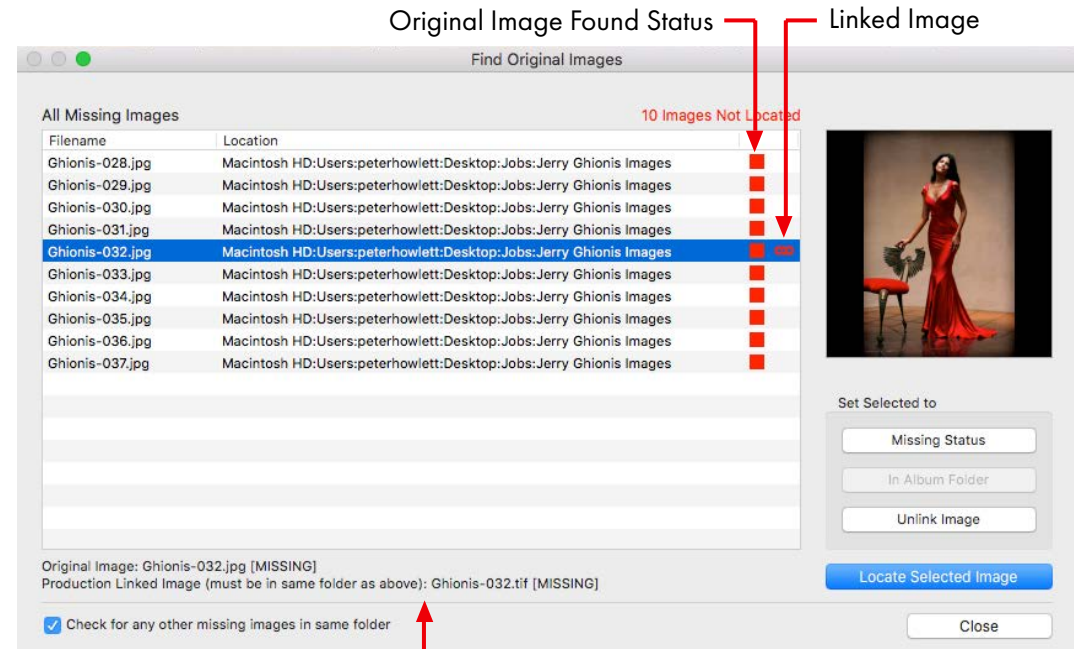 Original Image Found Status Linked Image
Find Original Images
All Missing Images 10 Images Not Located
Filename Location
Ghionis-028.jpg Macintosh HD:Users:peterhowlett:Desktop:Jobs:Jerry Ghionis Images
Ghionis-029.jpg Macintosh HD:Users:peterhowlett:Desktop:Jobs:Jerry Ghionis Images
Ghionis-030.jpg Macintosh HD:Users:peterhowlett:Desktop:Jobs:Jerry Ghionis Images
Ghionis-031.jpg Macintosh HD:Users:peterhowlett:Desktop:Jobs:Jerry Ghionis Images
Ghionis-032.jpg Macintosh HD:Users:peterhowlett:Desktop:Jobs:Jerry Ghionis Images
Ghionis-033.jpg Macintosh HD:Users:peterhowlett:Desktop:Jobs:Jerry Ghionis Images
Ghionis-034.jpg Macintosh HD:Users:peterhowlett:Desktop:Jobs:Jerry Ghionis Images
Ghionis-035.jpg Macintosh HD:Users:peterhowlett:Desktop:Jobs:Jerry Ghionis Images
Ghionis-036.jpg Macintosh HD:Users:peterhowlett:Desktop:Jobs:Jerry Ghionis Images
Ghionis-037.jpg Macintosh HD:Users:peterhowlett:Desktop:Jobs:Jerry Ghionis Images
Set Selected to
Missing Status
In Album Folder
Unlink Image
Original Image: Ghionis-032.jpg [MISSING]
Production Linked Image (must be in same folder as above): Ghionis-032.tif [MISSING]
Locate Selected Image
Check for any other missing images in same folder
Close